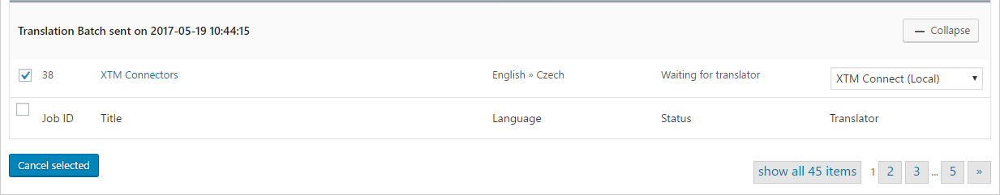 Translation Batch sent on 2017-05-19 10:44:15
— Collapse
38 XTM Connectors English » Czech Waiting for translator XTM Connect (Local)
Job ID Title Language Status Translator
Cancel selected
show all 45 items 1 2 3 ... 5 »